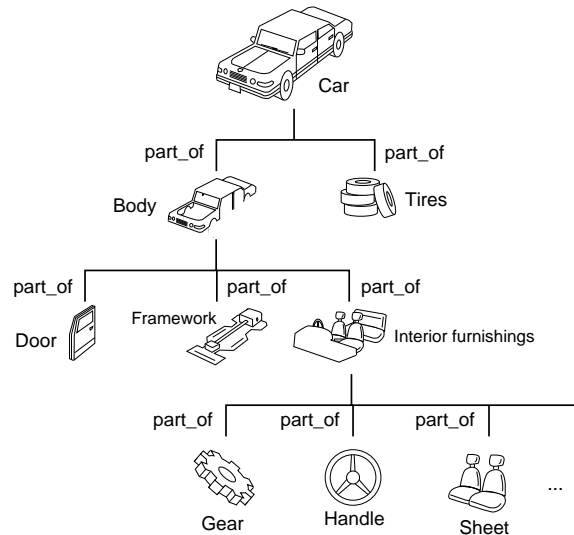 Car
part_of
part_of
Body
Tires
part_of
part_of
part_of
Door
Framework
Interior furnishings
part_of
part_of
part_of
Gear
Handle
Sheet
...